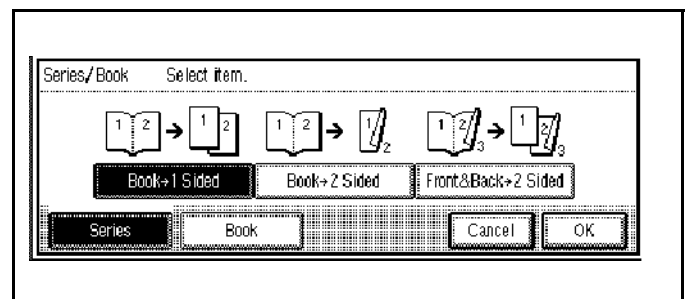 Series/Book Select item.
1 2 → 1 2 1 2 → 1 2 1 2 3 → 1 2 3
Book→1 Sided Book→2 Sided Front&Back→2 Sided
Series Book Cancel OK